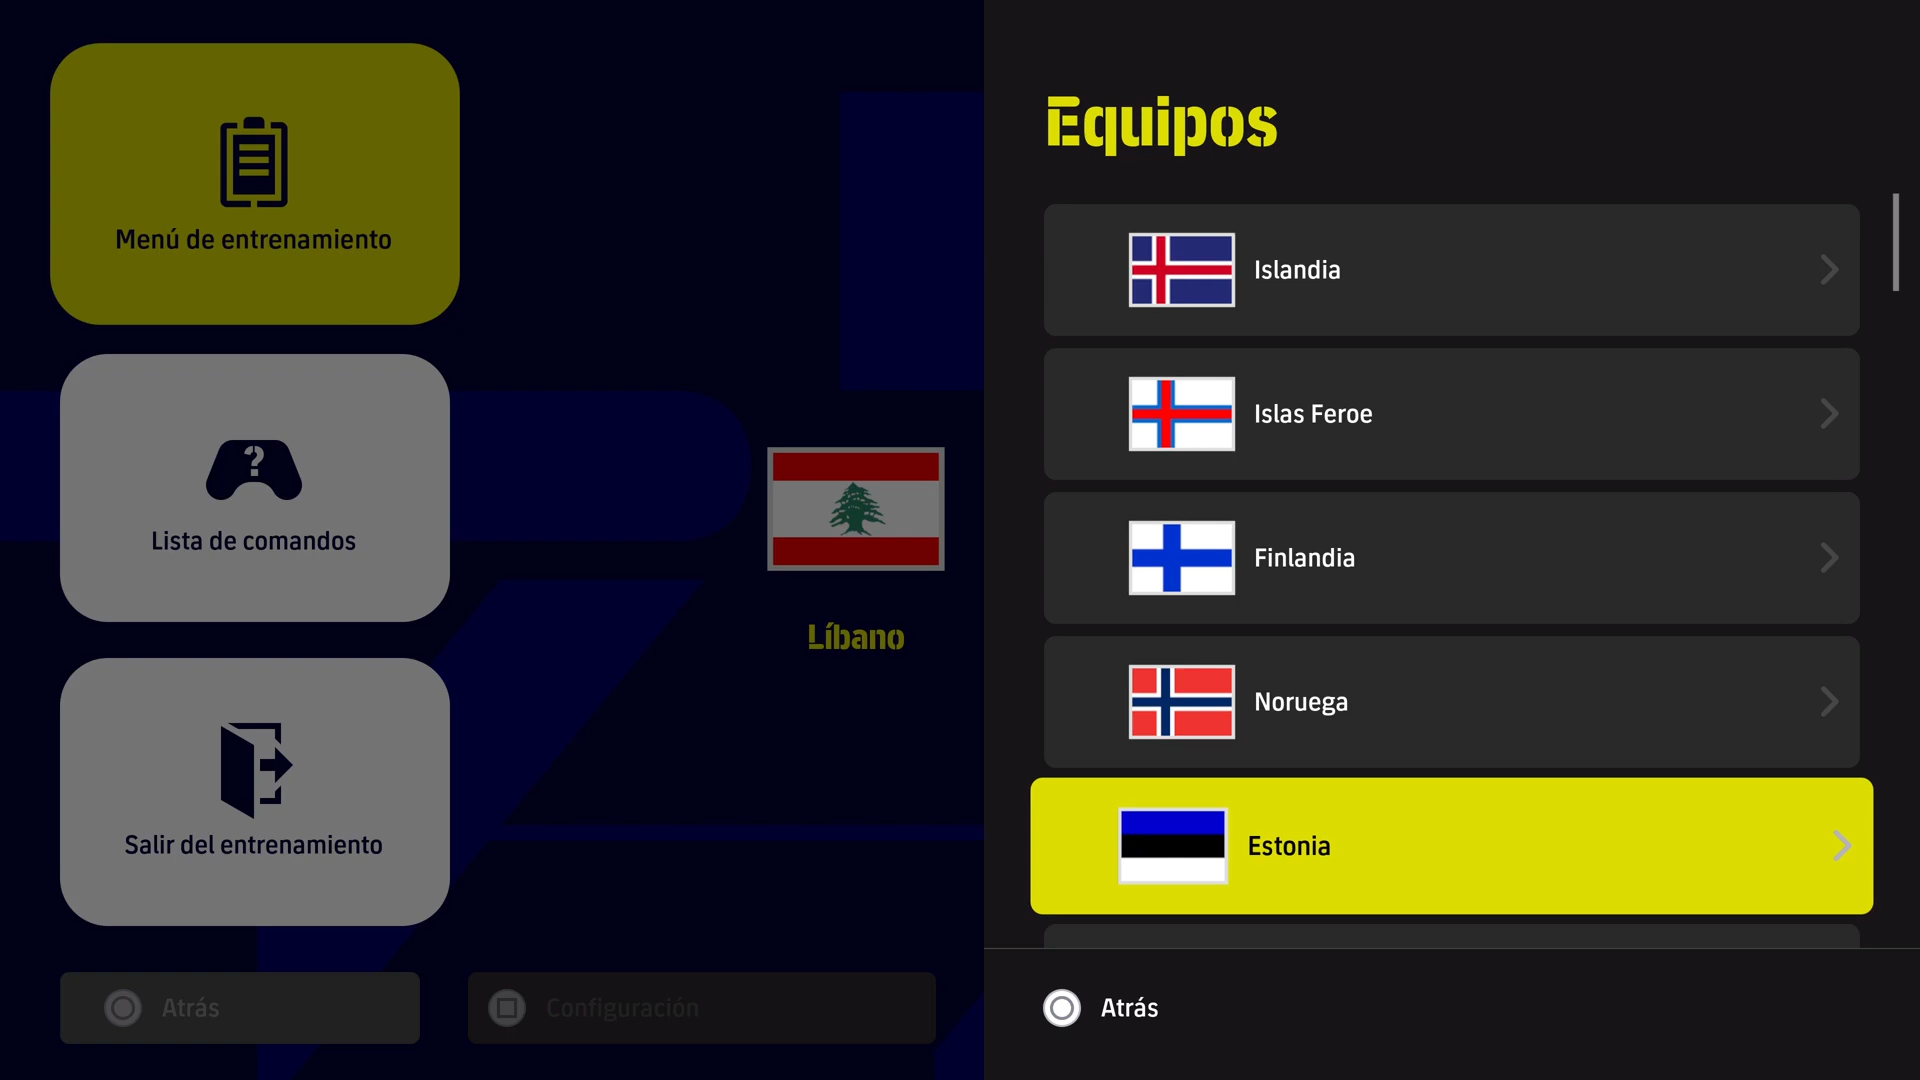 Menú de entrenamiento
Lista de comandos
Salir del entrenamiento
Líbano
Atrás
Configuración
Equipos
Islandia
Islas Feroe
Finlandia
Noruega
Estonia
Atrás